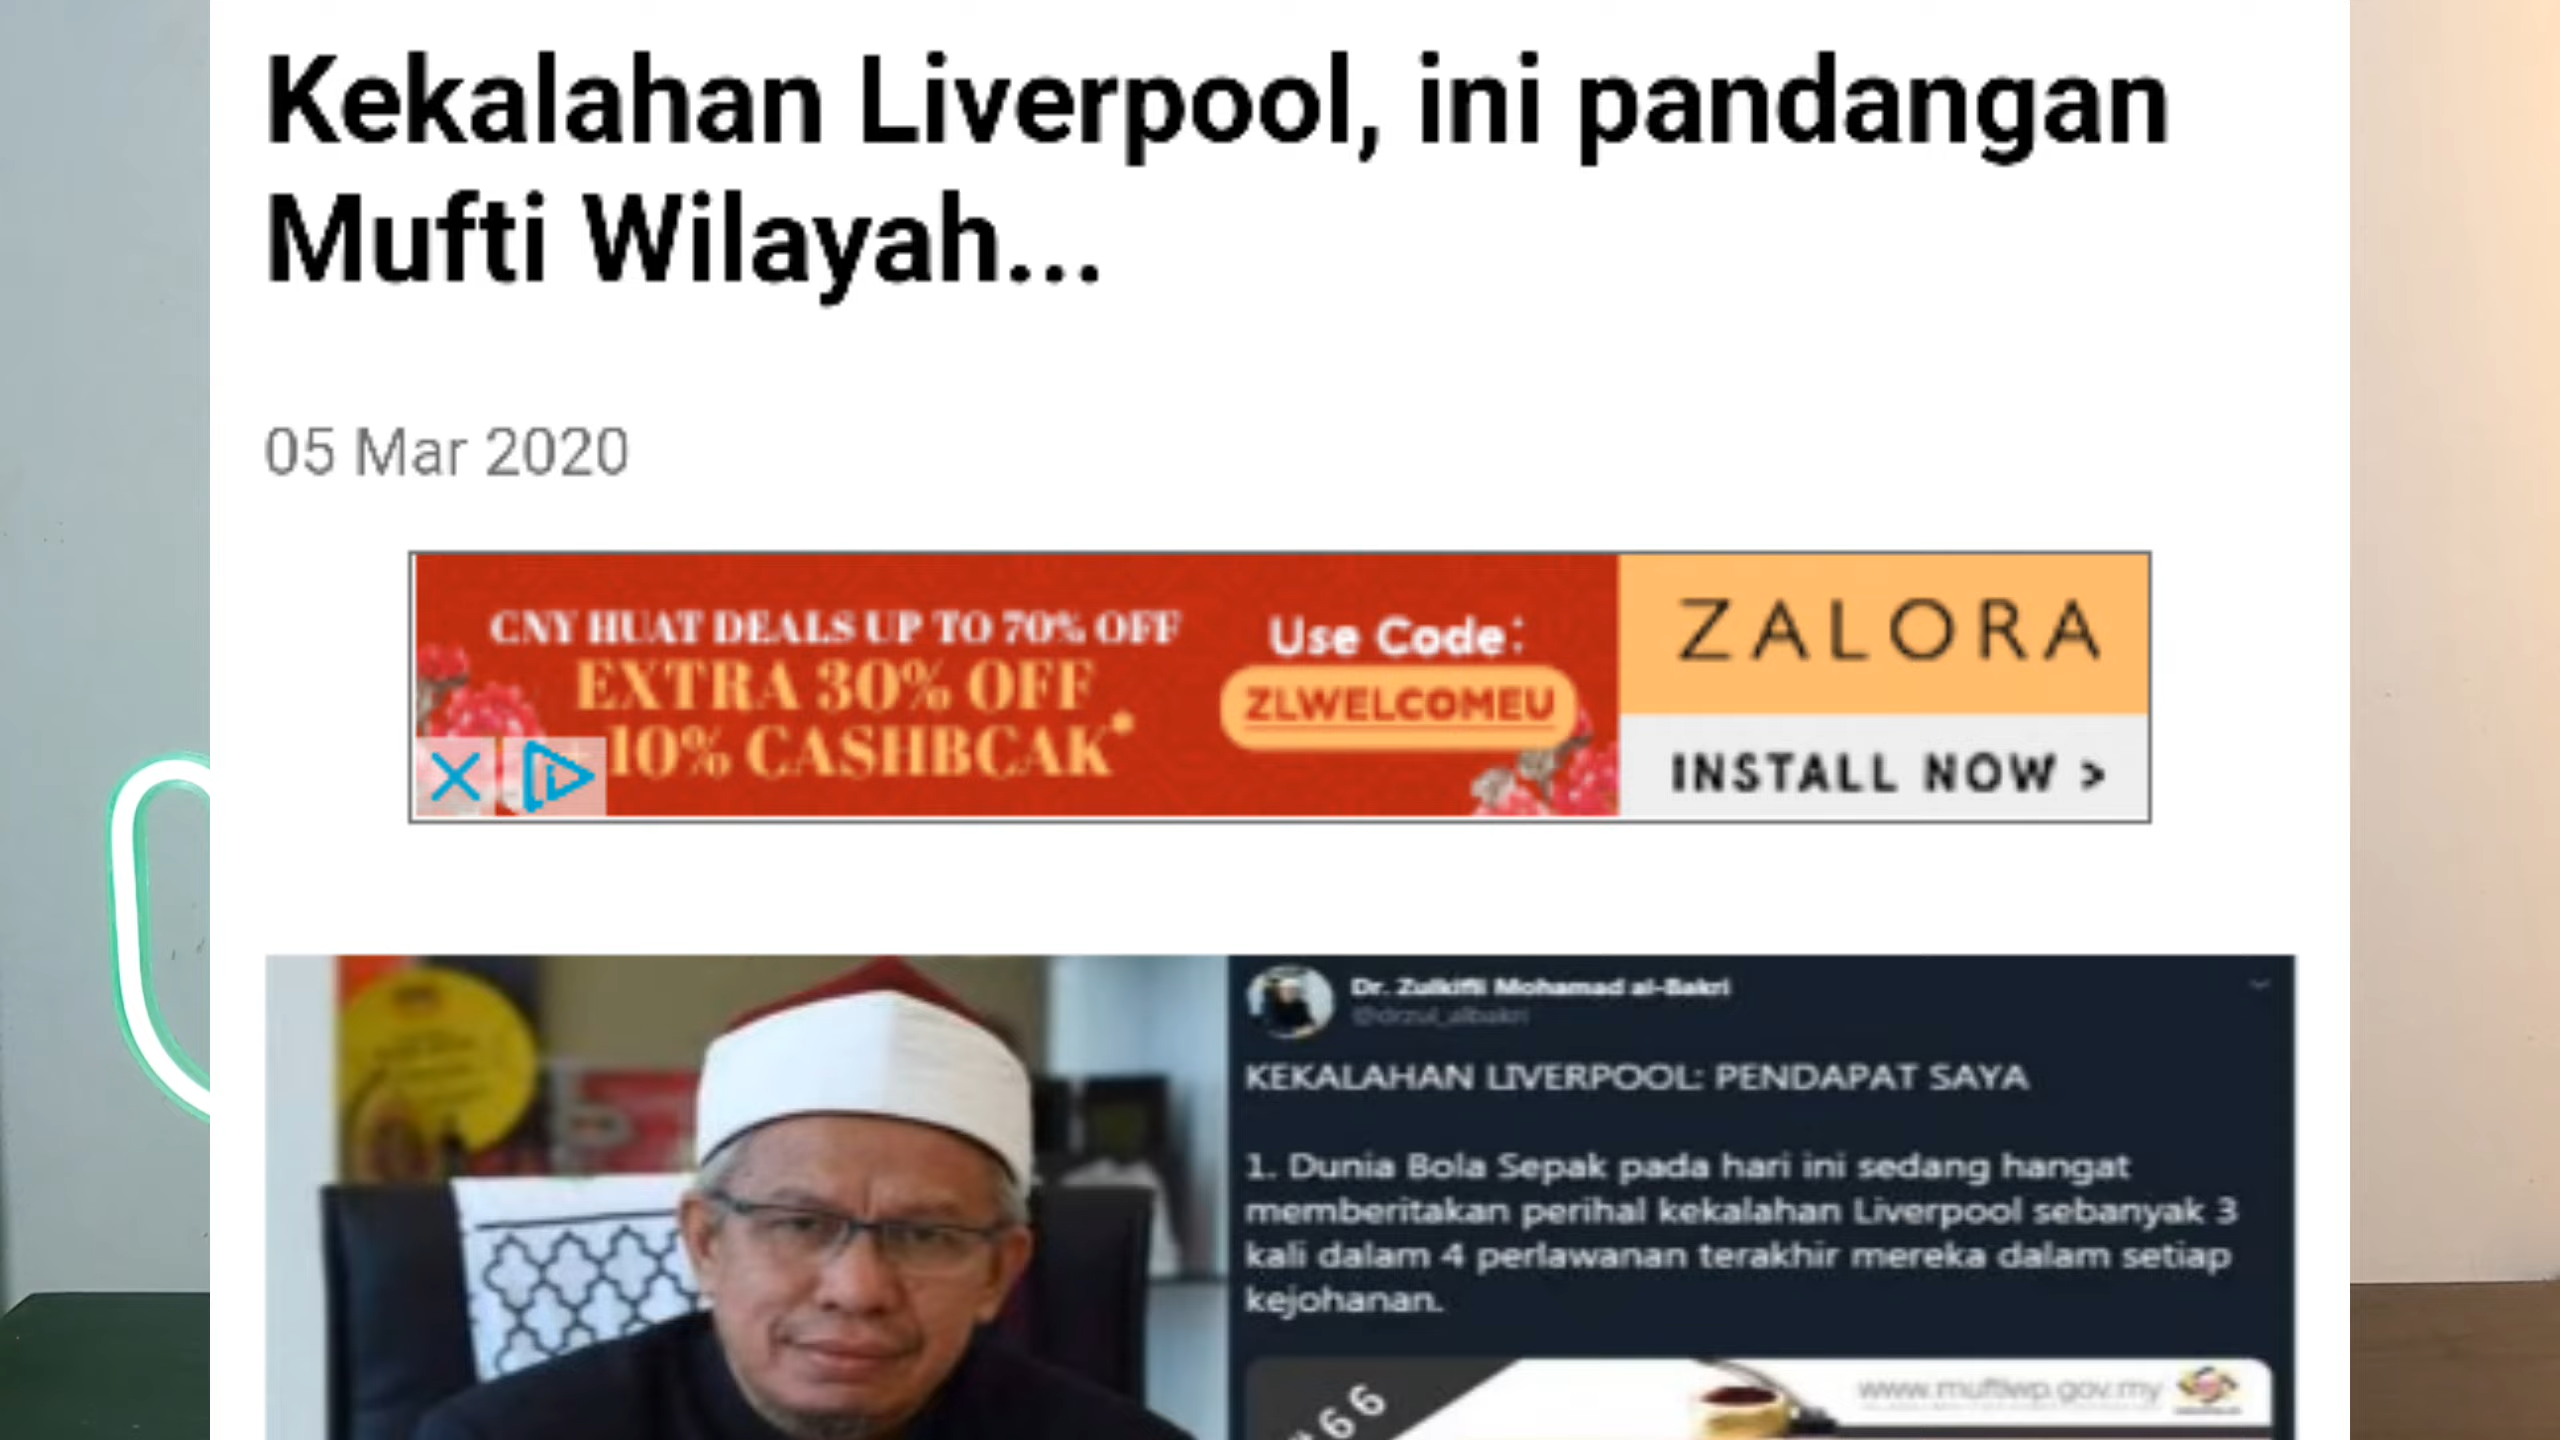 Kekalahan Liverpool, ini pandangan
Mufti Wilayah...
05 Mar 2020
CNY HUAT DEALS UP TO 70% OFF
EXTRA 30% OFF
+ 10% CASHBCAK*
Use Code:
ZLWELCOMEU
ZALORA
INSTALL NOW >
Dr. Zulkifli Mohamad al-Bakri
@drzul_albakri
KEKALAHAN LIVERPOOL: PENDAPAT SAYA
1. Dunia Bola Sepak pada hari ini sedang hangat
memberitakan perihal kekalahan Liverpool sebanyak 3
kali dalam 4 perlawanan terakhir mereka dalam setiap
kejohanan.
www.muftiwp.gov.my
66